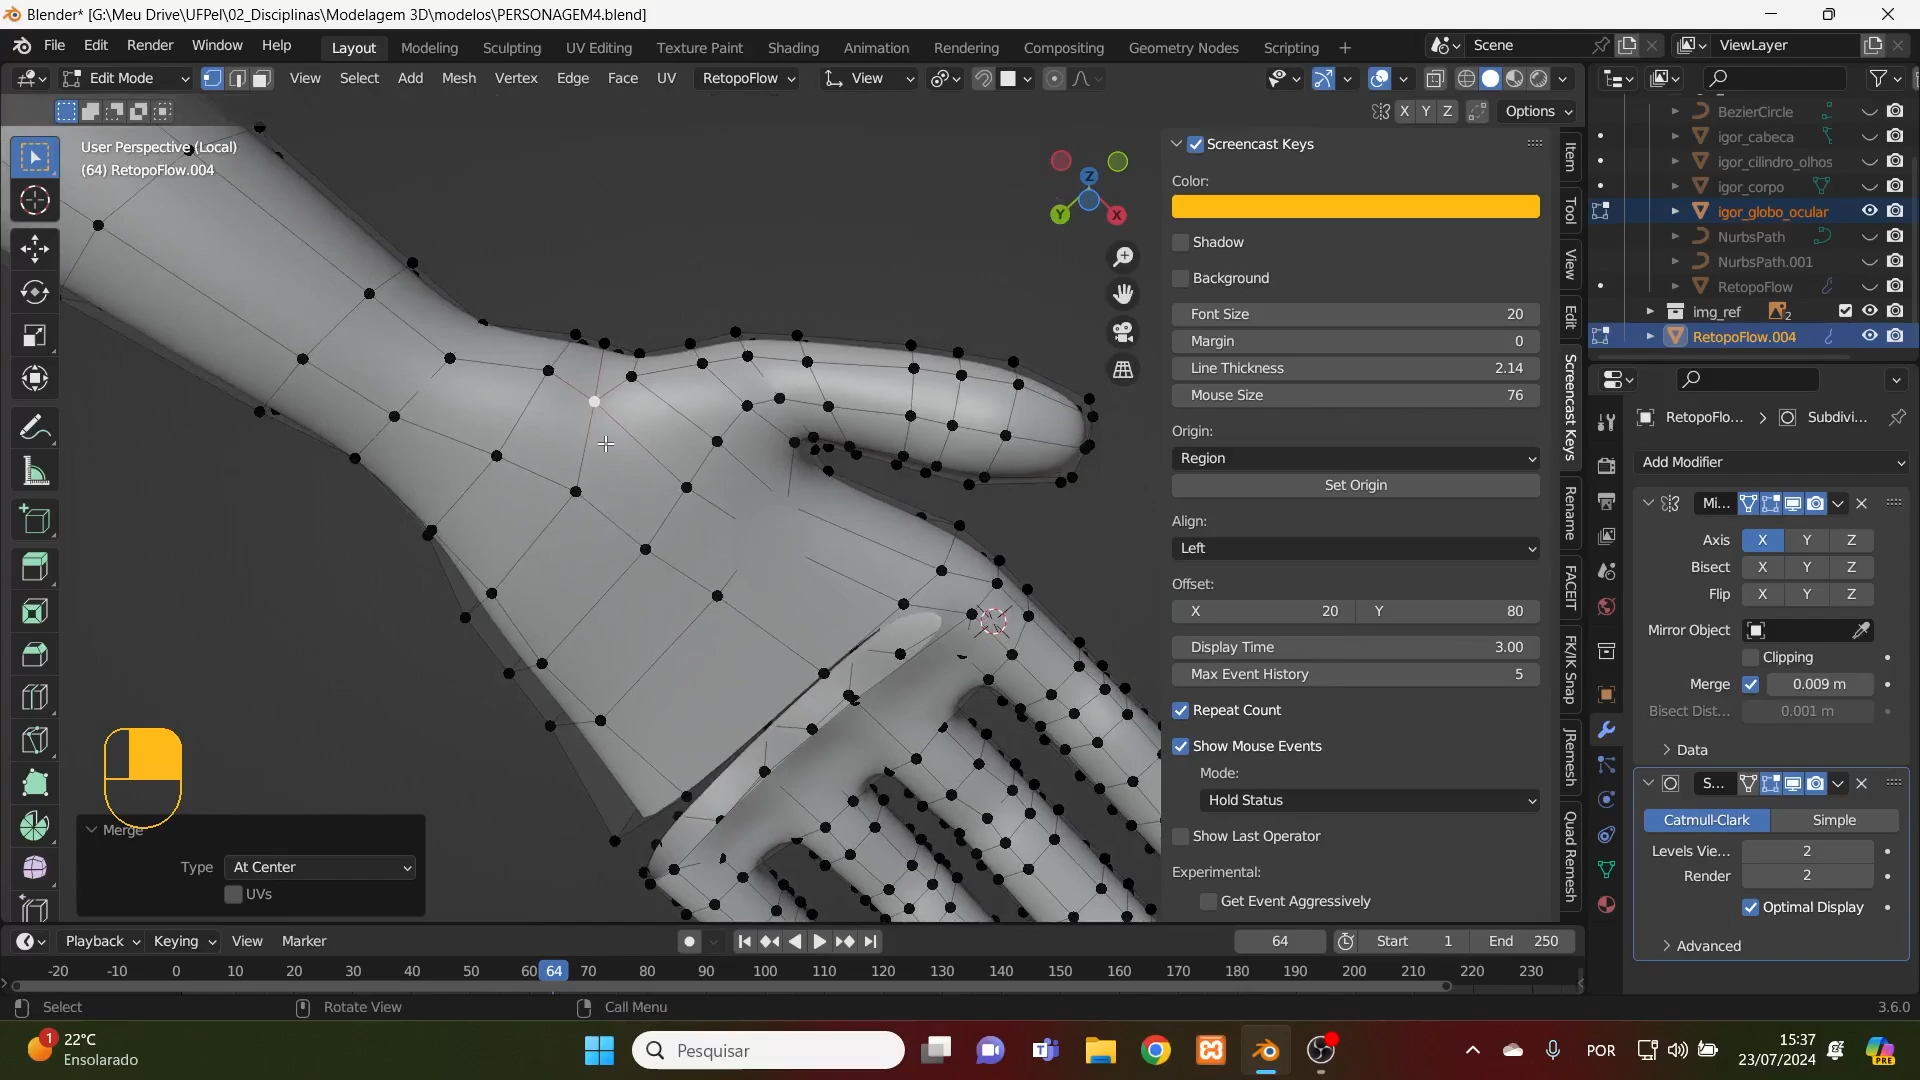 Blender* [G:\Meu Drive\UFPel\02_Disciplinas\Modelagem 3D\modelos\PERSONAGEM4.blend]
File Edit Render Window Help Layout Modeling Sculpting UV Editing Texture Paint Shading Animation Rendering Compositing Geometry Nodes Scripting + Scene ViewLayer
Edit Mode View Select Add Mesh Vertex Edge Face UV RetopoFlow View
X Y Z Options
User Perspective (Local)
(64) RetopoFlow.004
Z
Y X
Screencast Keys
Color:
Shadow
Background
Font Size 20
Margin 0
Line Thickness 2.14
Mouse Size 76
Origin:
Region
Set Origin
Align:
Left
Offset:
X 20 Y 80
Display Time 3.00
Max Event History 5
Repeat Count
Show Mouse Events
Mode:
Hold Status
Show Last Operator
Experimental:
Get Event Aggressively
Item
Tool
View
Edit
Screencast Keys
Rename
FACEIT
FK/IK Snap
JRemesh
Quad Remesh
BezierCircle
igor_cabeca
igor_cilindro_olhos
igor_corpo
igor_globo_ocular
NurbsPath
NurbsPath.001
RetopoFlow
img_ref 2
RetopoFlow.004
RetopoFlo... > Subdivi...
Add Modifier
Mi...
Axis X Y Z
Bisect X Y Z
Flip X Y Z
Mirror Object
Clipping
Merge 0.009 m
Bisect Dist... 0.001 m
Data
S...
Catmull-Clark Simple
Levels Vie... 2
Render 2
Optimal Display
Advanced
Merge
Type At Center
UVs
Playback Keying View Marker 64 Start 1 End 250
-20 -10 0 10 20 30 40 50 60 64 70 80 90 100 110 120 130 140 150 160 170 180 190 200 210 220 230
Select Rotate View Call Menu 3.6.0
1 22°C
Ensolarado
Pesquisar
POR
15:37
23/07/2024
PRE